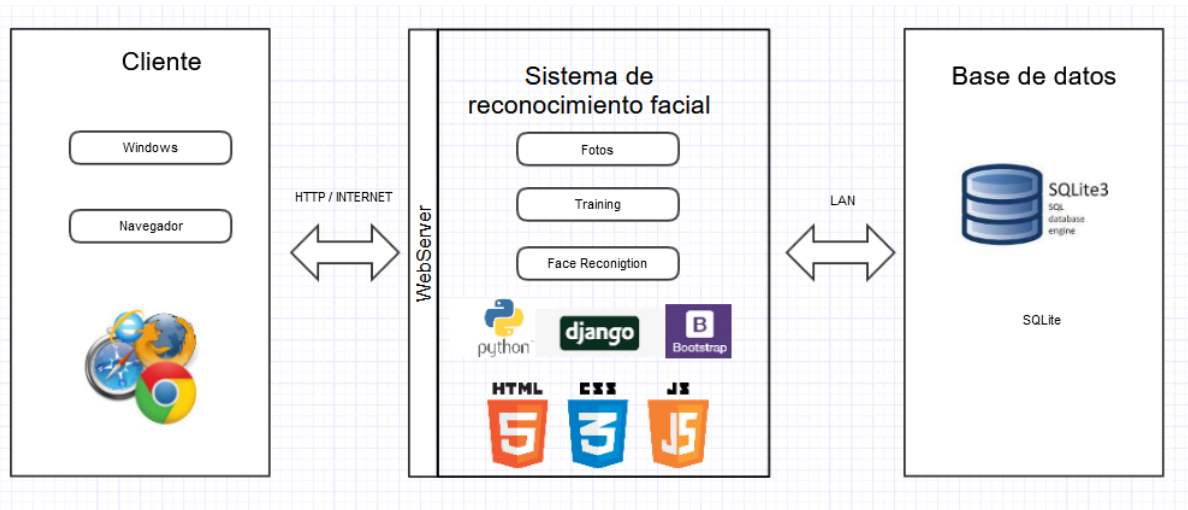 Cliente
Windows
Navegador
HTTP / INTERNET
WebServer
Sistema de
reconocimiento facial
Fotos
Training
Face Reconigtion
python
django
B
Bootstrap
HTML
5
CSS
3
JS
JS
LAN
Base de datos
SQLite3
SQL
database
engine
SQLite